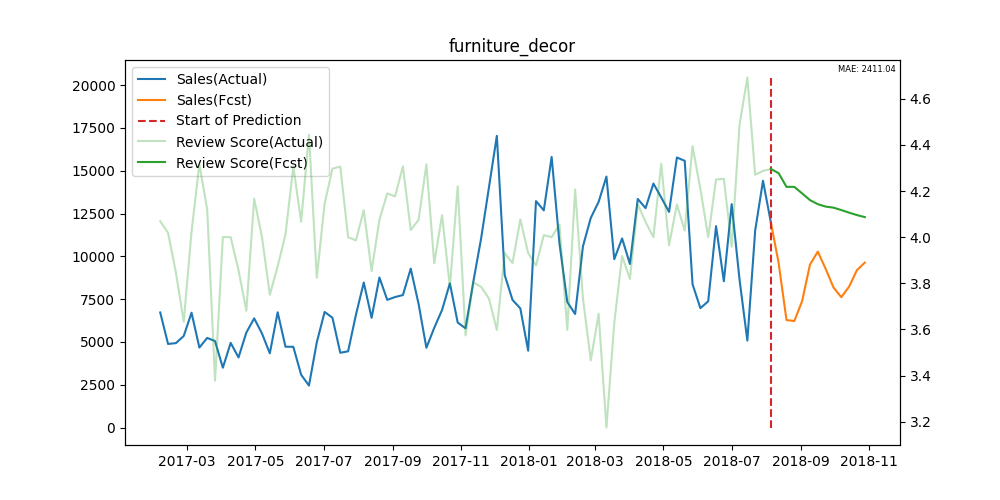 furniture_decor
MAE: 2411.04
Sales(Actual)
Sales(Fcst)
Start of Prediction
Review Score(Actual)
Review Score(Fcst)
20000
17500
15000
12500
10000
7500
5000
2500
0
4.6
4.4
4.2
4.0
3.8
3.6
3.4
3.2
2017-03 2017-05 2017-07 2017-09 2017-11 2018-01 2018-03 2018-05 2018-07 2018-09 2018-11